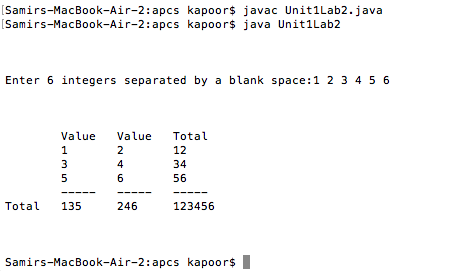 [Samirs-MacBook-Air-2:apcs kapoor$ javac Unit1Lab2.java
[Samirs-MacBook-Air-2:apcs kapoor$ java Unit1Lab2
Enter 6 integers separated by a blank space:1 2 3 4 5 6
Value Value Total
1 2 12
3 4 34
5 6 56
----- ----- -----
Total 135 246 123456
Samirs-MacBook-Air-2:apcs kapoor$